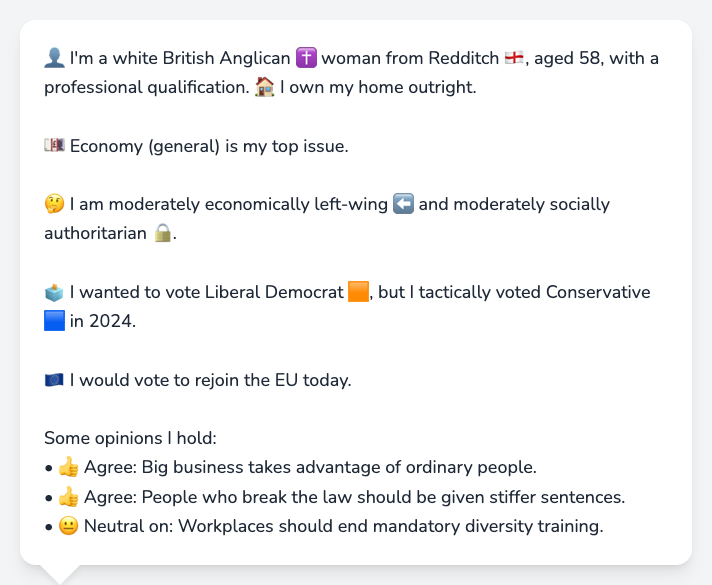 👤 I'm a white British Anglican ✝️ woman from Redditch 🏴󠁧󠁢󠁥󠁮󠁧󠁿, aged 58, with a
professional qualification. 🏠 I own my home outright.
💷 Economy (general) is my top issue.
🤔 I am moderately economically left-wing ⬅️ and moderately socially
authoritarian 🔒.
🗳️ I wanted to vote Liberal Democrat 🟧, but I tactically voted Conservative
🟦 in 2024.
🇪🇺 I would vote to rejoin the EU today.
Some opinions I hold:
• 👍 Agree: Big business takes advantage of ordinary people.
• 👍 Agree: People who break the law should be given stiffer sentences.
• 😐 Neutral on: Workplaces should end mandatory diversity training.